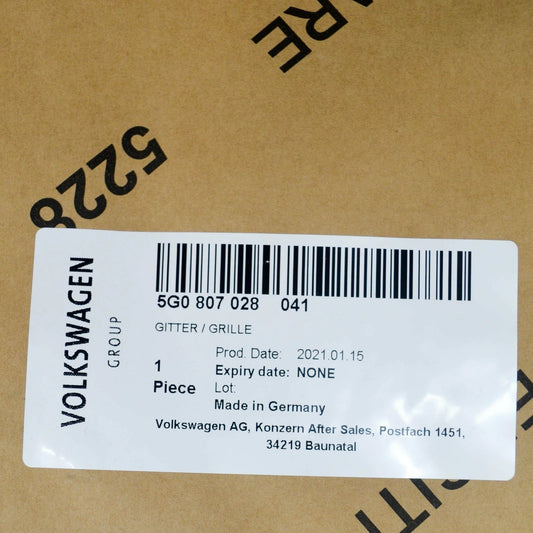 ARE
5228
VOLKSWAGEN
GROUP
5G0 807 028 041
GITTER / GRILLE
1
Piece
Prod. Date: 2021.01.15
Expiry date: NONE
Lot:
Made in Germany
Volkswagen AG, Konzern After Sales, Postfach 1451,
34219 Baunatal